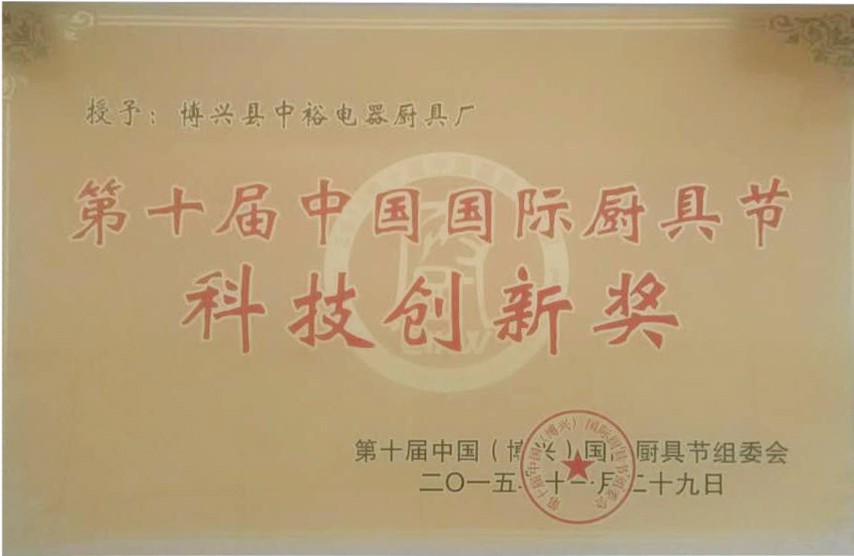 授予：博兴县中裕电器厨具厂
第十届中国国际厨具节
科技创新奖
第十届中国（博兴）国际厨具节组委会
二〇一五年十一月二十九日